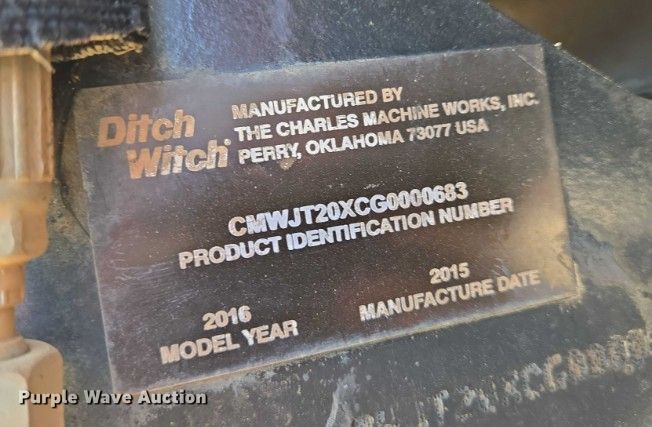 Ditch Witch®
MANUFACTURED BY
THE CHARLES MACHINE WORKS, INC.
PERRY, OKLAHOMA 73077 USA
CMWJT20XCG0000683
PRODUCT IDENTIFICATION NUMBER
2016
MODEL YEAR
2015
MANUFACTURE DATE
Purple Wave Auction